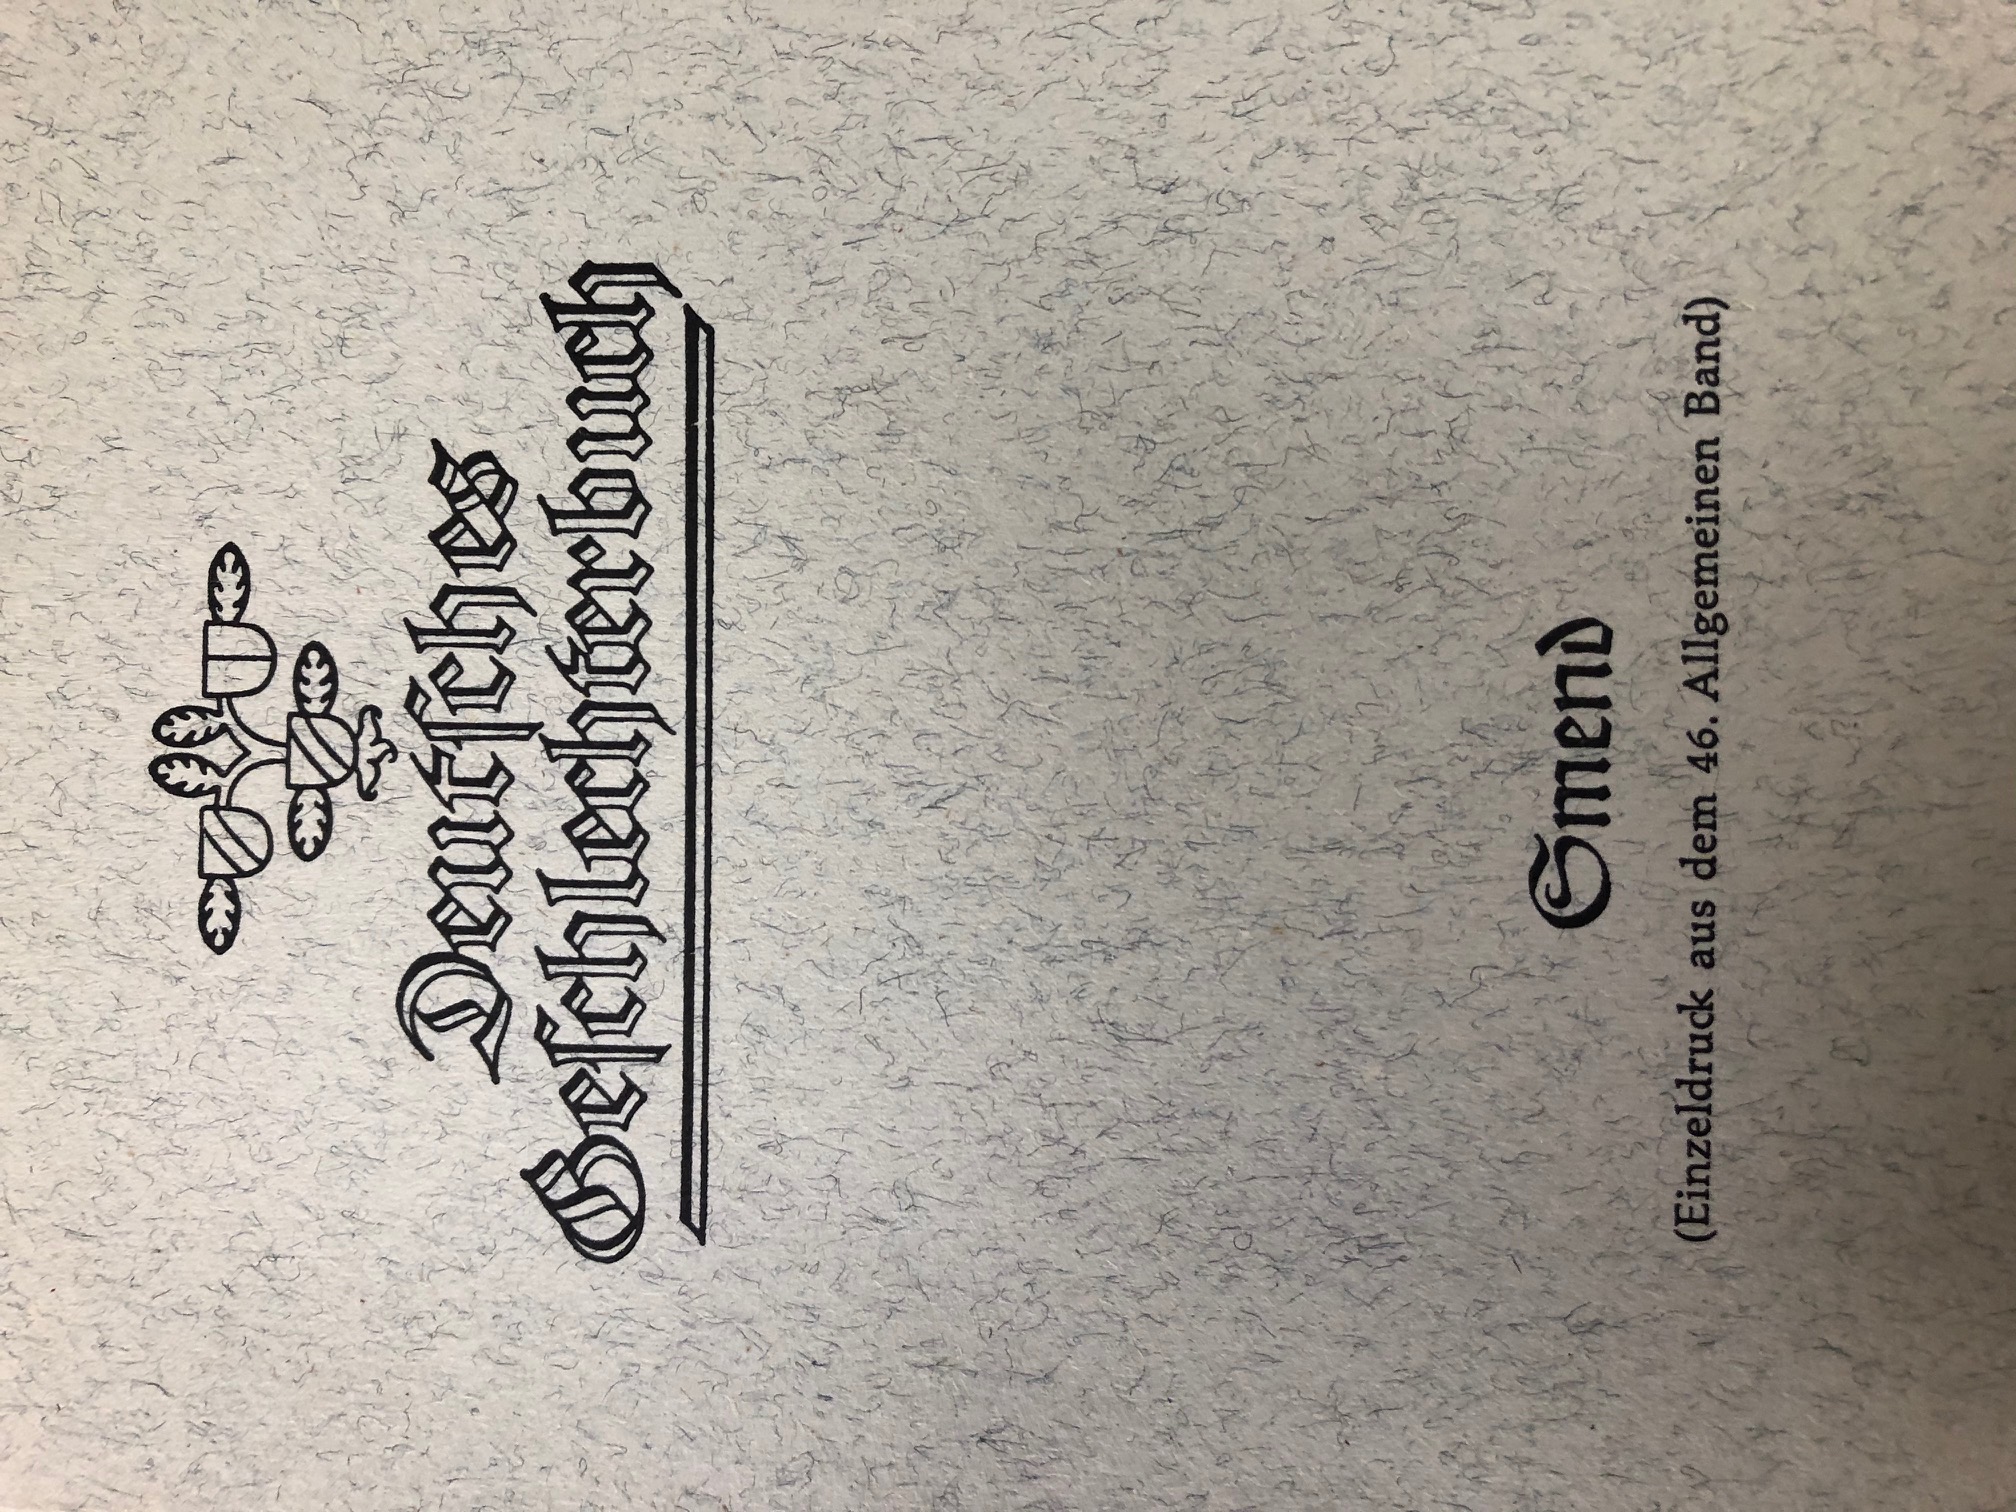 Deutſches
Geſchlechterbuch
Smend
(Einzeldruck aus dem 46. Allgemeinen Band)